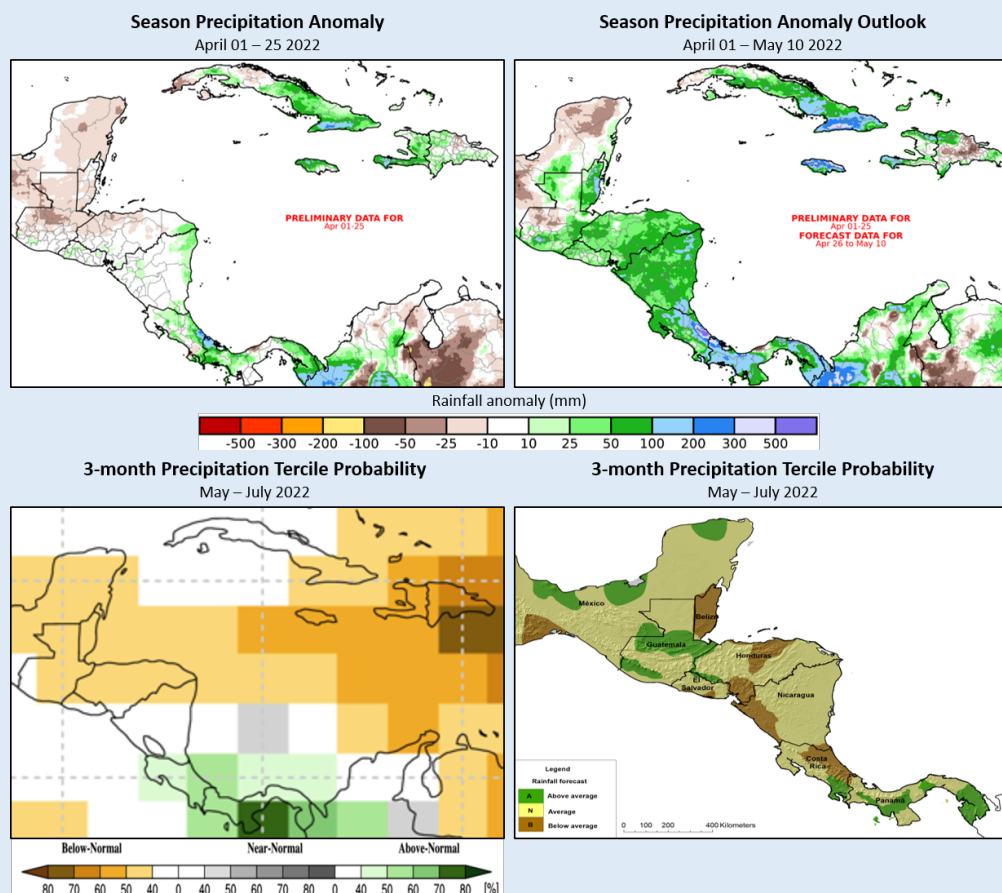 Season Precipitation Anomaly
April 01 – 25 2022
Season Precipitation Anomaly Outlook
April 01 – May 10 2022
PRELIMINARY DATA FOR
Apr 01-25
PRELIMINARY DATA FOR
Apr 01-25
FORECAST DATA FOR
Apr 26 to May 10
Rainfall anomaly (mm)
-500 -300 -200 -100 -50 -25 -10 10 25 50 100 200 300 500
3-month Precipitation Tercile Probability
May – July 2022
3-month Precipitation Tercile Probability
May – July 2022
Below-Normal Near-Normal Above-Normal
80 70 60 50 40 0 40 50 60 70 80 0 40 50 60 70 80 [%]
México
Belize
Guatemala
Honduras
El
Salvador
Nicaragua
Costa
Rica
Panamá
Legend
Rainfall forecast
A Above average
N Average
B Below average
0 100 200 400 Kilometers